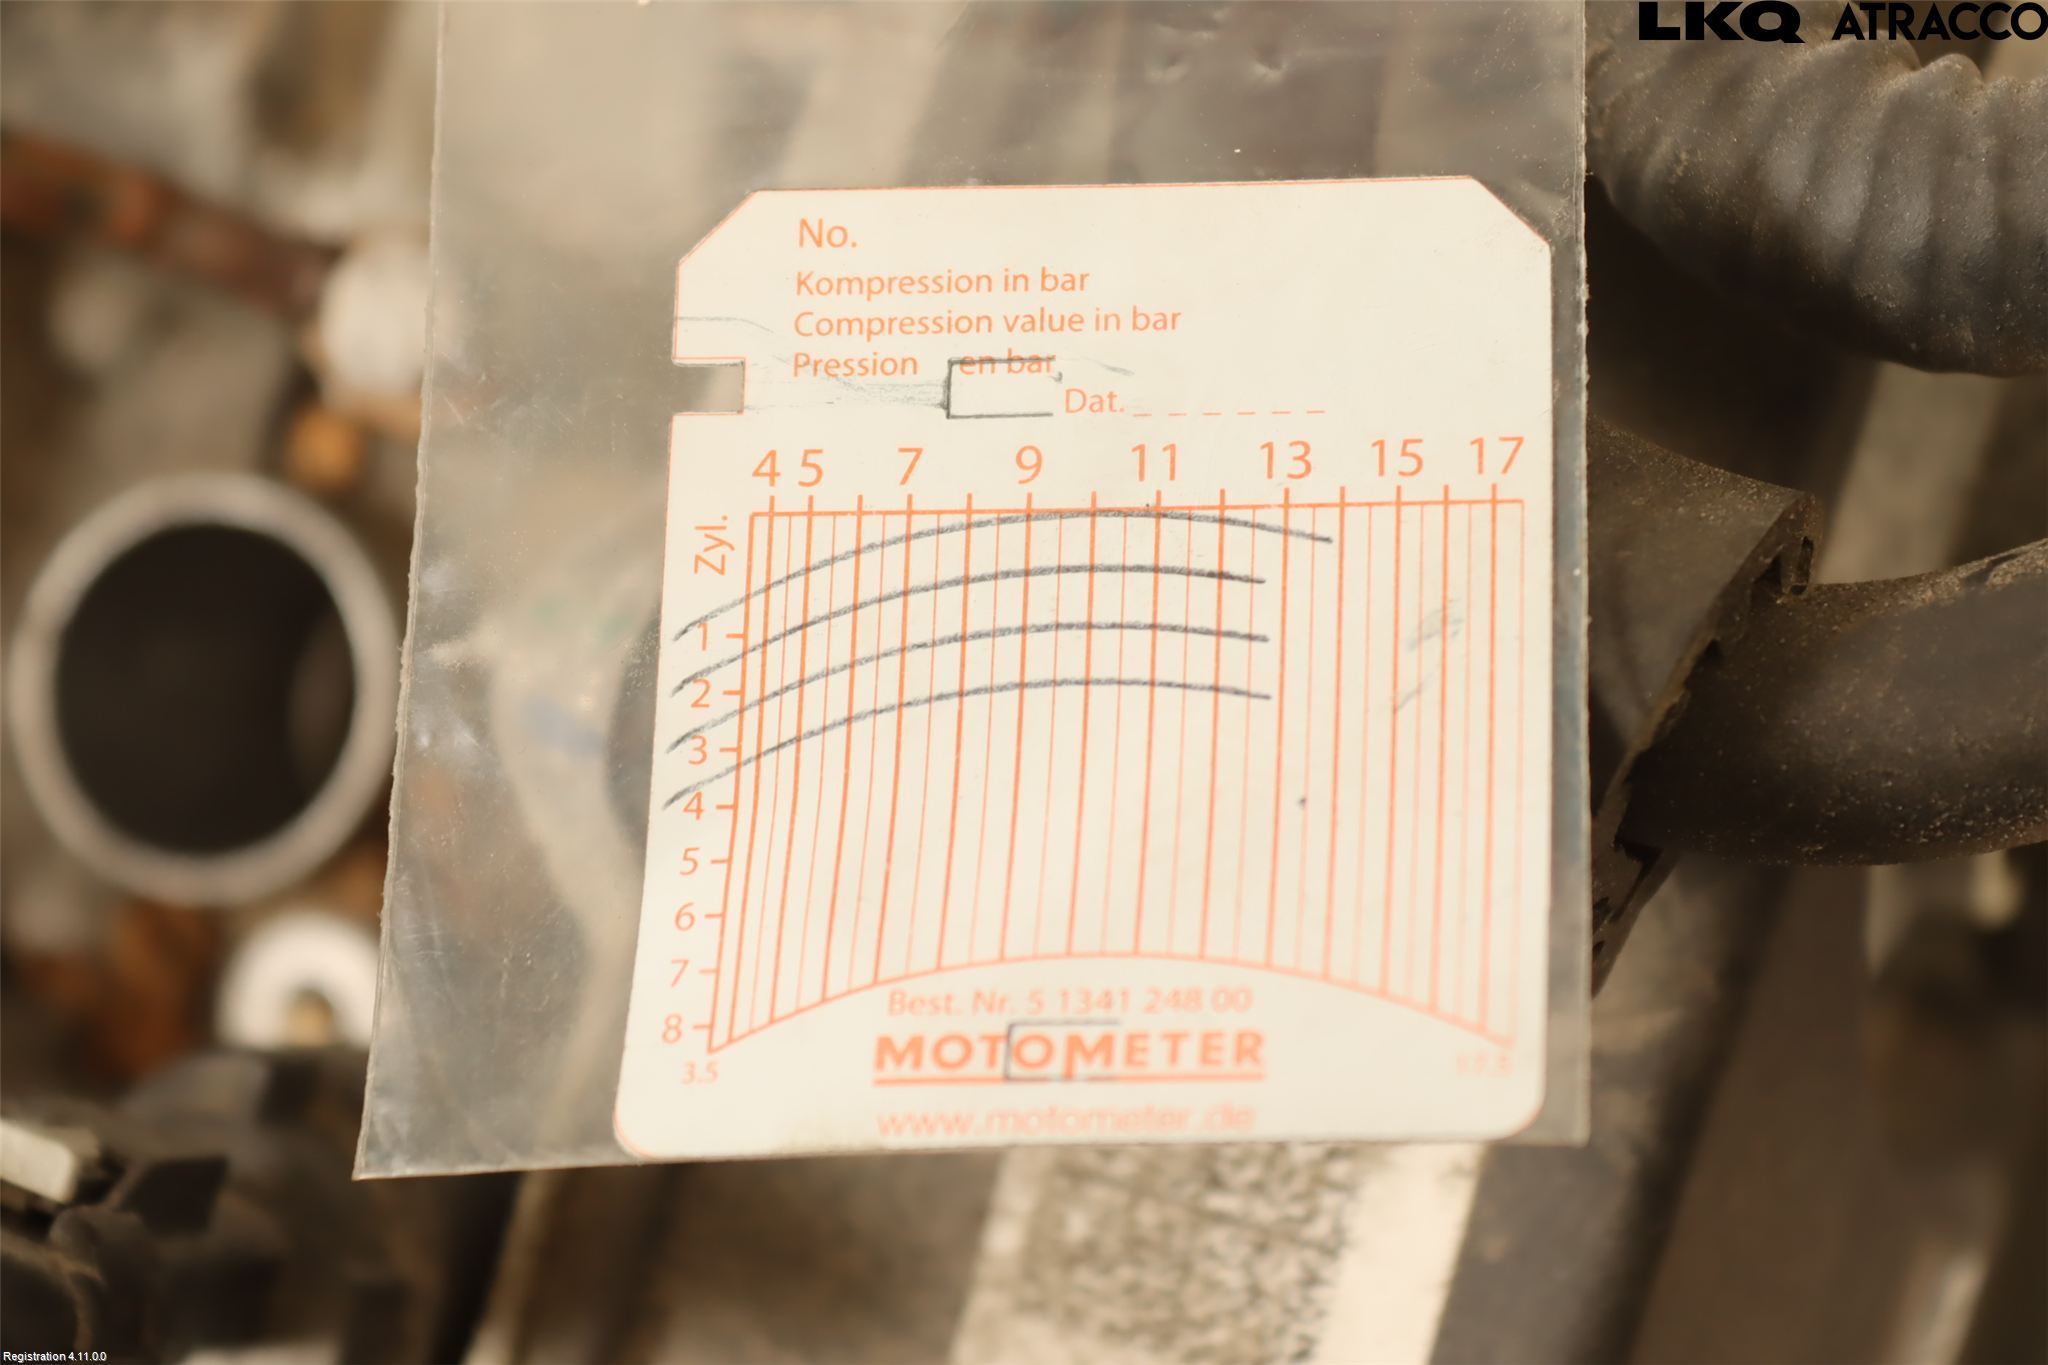 LKQ ATRACCO
No.
Kompression in bar
Compression value in bar
Pression en bar
Dat. _ _ _ _ _ _ _
4 5 7 9 11 13 15 17
Zyl.
1
2
3
4
5
6
7
8
3.5 17.5
Best. Nr. 5 1341 248 00
MOTOMETER
www.motometer.de
Registration 4.11.0.0